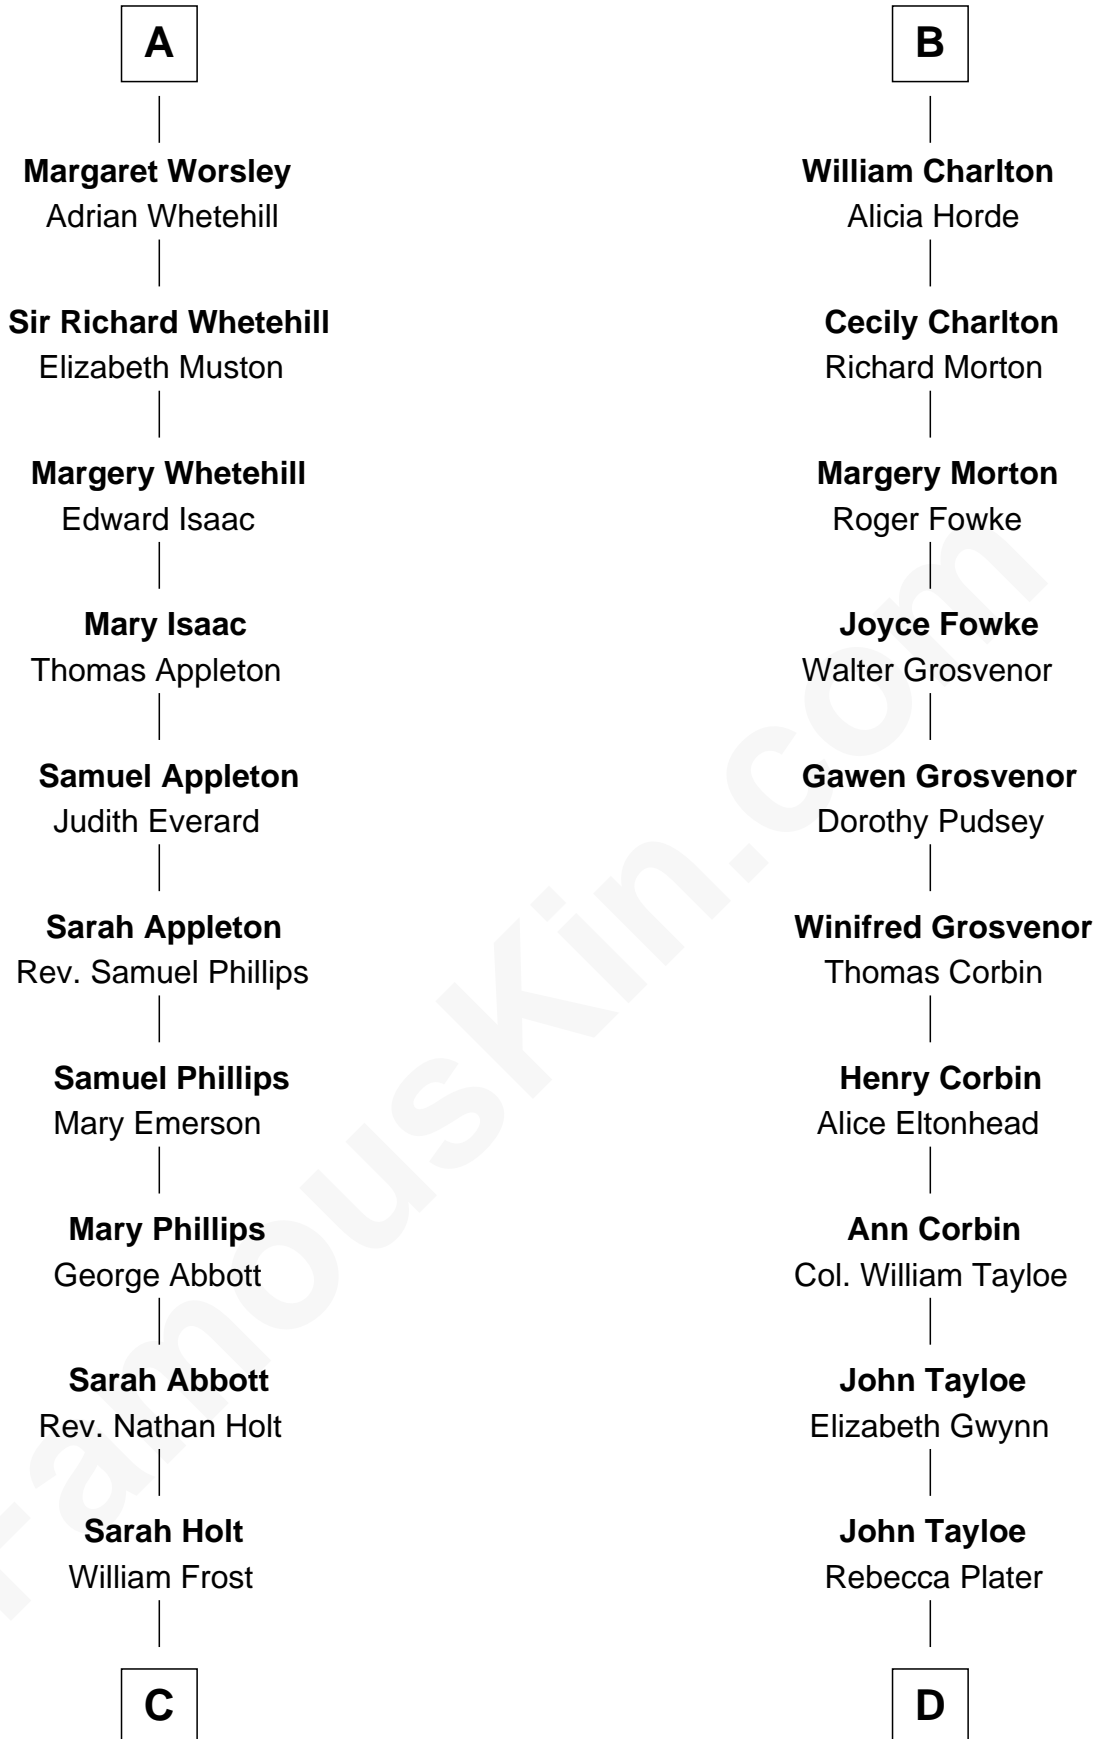 A
Margaret Worsley
Adrian Whetehill
Sir Richard Whetehill
Elizabeth Muston
Margery Whetehill
Edward Isaac
Mary Isaac
Thomas Appleton
Samuel Appleton
Judith Everard
Sarah Appleton
Rev. Samuel Phillips
Samuel Phillips
Mary Emerson
Mary Phillips
George Abbott
Sarah Abbott
Rev. Nathan Holt
Sarah Holt
William Frost
C
B
William Charlton
Alicia Horde
Cecily Charlton
Richard Morton
Margery Morton
Roger Fowke
Joyce Fowke
Walter Grosvenor
Gawen Grosvenor
Dorothy Pudsey
Winifred Grosvenor
Thomas Corbin
Henry Corbin
Alice Eltonhead
Ann Corbin
Col. William Tayloe
John Tayloe
Elizabeth Gwynn
John Tayloe
Rebecca Plater
D
FamousKin.com